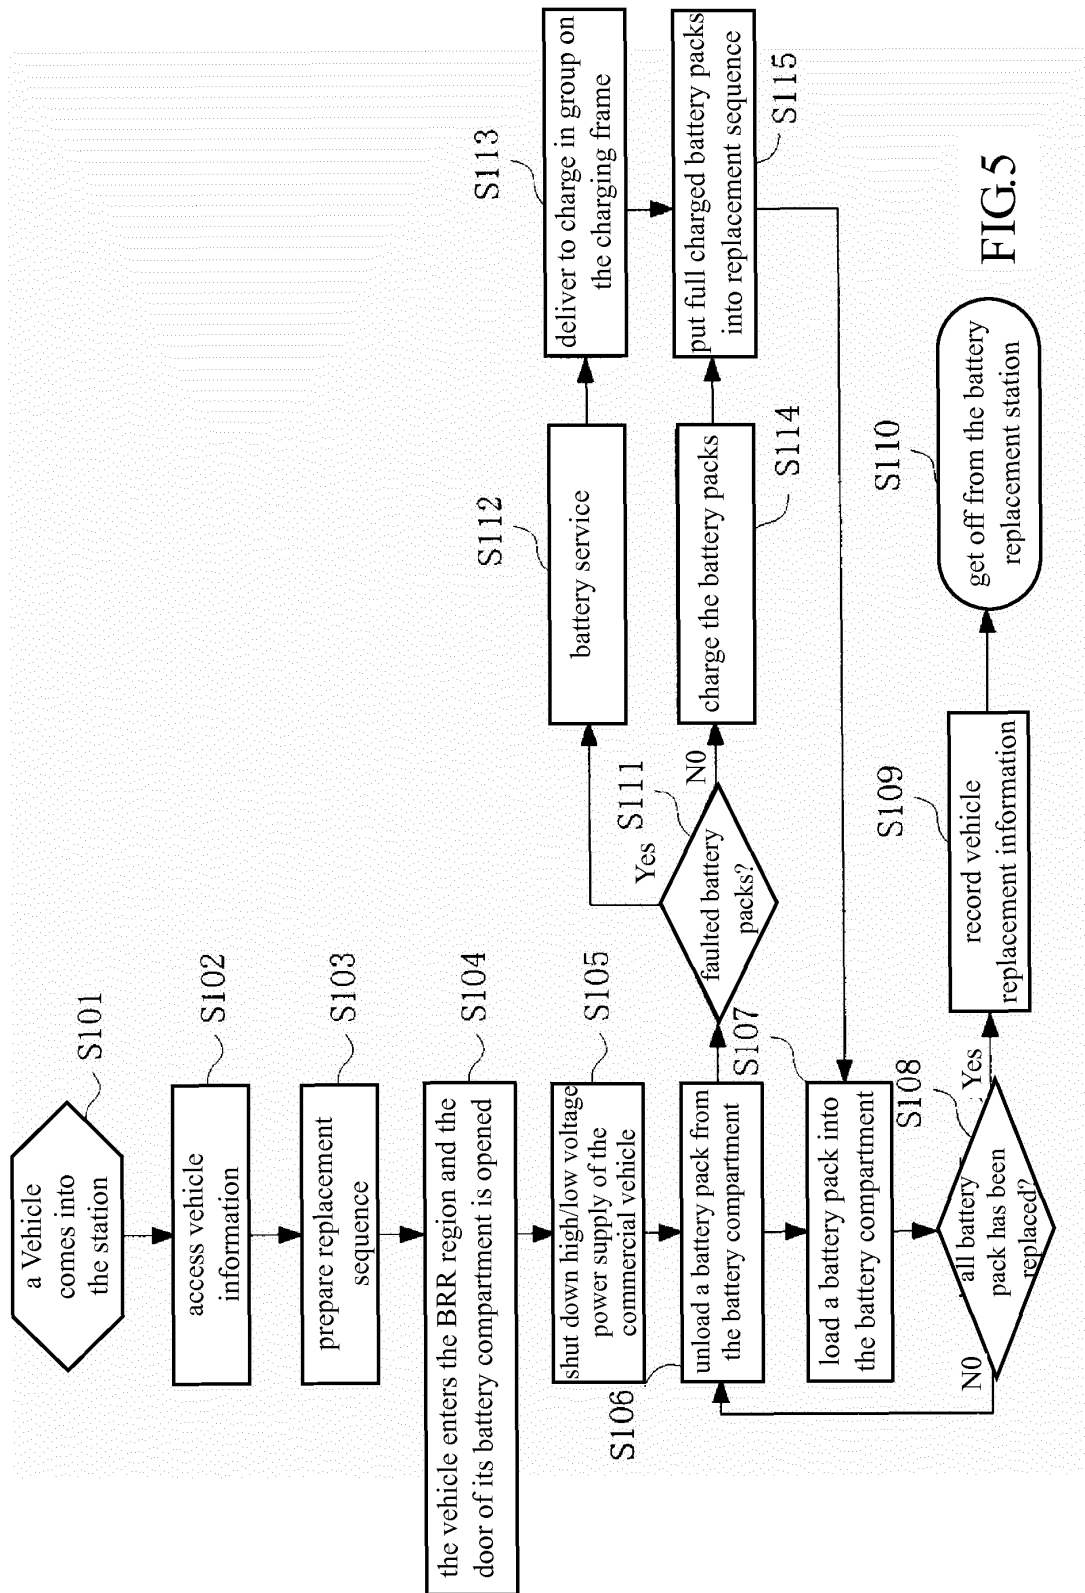 a Vehicle
comes into
the station
S101
access vehicle
information
S102
prepare replacement
sequence
S103
the vehicle enters the BRR region and the
door of its battery compartment is opened
S104
shut down high/low voltage
power supply of the
commercial vehicle
S105
unload a battery pack from
the battery compartment
S106
load a battery pack into
the battery compartment
S107
all battery
pack has been
replaced?
S108
N0
Yes
record vehicle
replacement information
S109
get off from the battery
replacement station
S110
faulted battery
packs?
S111
Yes
N0
battery service
S112
deliver to charge in group on
the charging frame
S113
charge the battery packs
S114
put full charged battery packs
into replacement sequence
S115
FIG.5